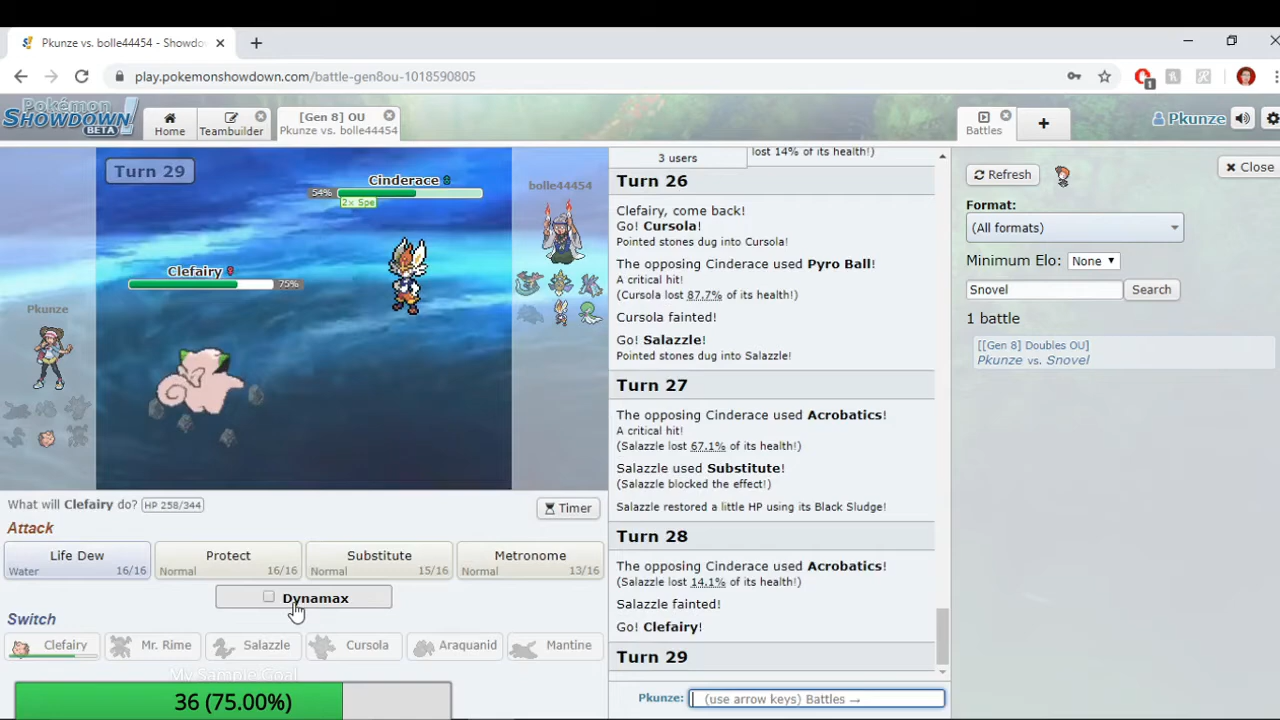 Pkunze vs. bolle44454 - Showdo
play.pokemonshowdown.com/battle-gen8ou-1018590805
1
Pokémon
SHOWDOWN!
BETA
Home
Teambuilder
[Gen 8] OU
Pkunze vs. bolle44454
Battles
Pkunze
Turn 29
Cinderace
54%
2x Spe
Clefairy
75%
Pkunze
bolle44454
3 users
lost 14% of its health!)
Turn 26
Clefairy, come back!
Go! Cursola!
Pointed stones dug into Cursola!
The opposing Cinderace used Pyro Ball!
A critical hit!
(Cursola lost 87.7% of its health!)
Cursola fainted!
Go! Salazzle!
Pointed stones dug into Salazzle!
Turn 27
The opposing Cinderace used Acrobatics!
A critical hit!
(Salazzle lost 67.1% of its health!)
Salazzle used Substitute!
(Salazzle blocked the effect!)
Salazzle restored a little HP using its Black Sludge!
Turn 28
The opposing Cinderace used Acrobatics!
(Salazzle lost 14.1% of its health!)
Salazzle fainted!
Go! Clefairy!
Turn 29
Pkunze: (use arrow keys) Battles →
Refresh
Close
Format:
(All formats)
Minimum Elo: None
Snovel
Search
1 battle
[[Gen 8] Doubles OU]
Pkunze vs. Snovel
What will Clefairy do? HP 258/344
Timer
Attack
Life Dew
Water 16/16
Protect
Normal 16/16
Substitute
Normal 15/16
Metronome
Normal 13/16
Dynamax
Switch
Clefairy
Mr. Rime
Salazzle
Cursola
Araquanid
Mantine
My Sample Goal
36 (75.00%)